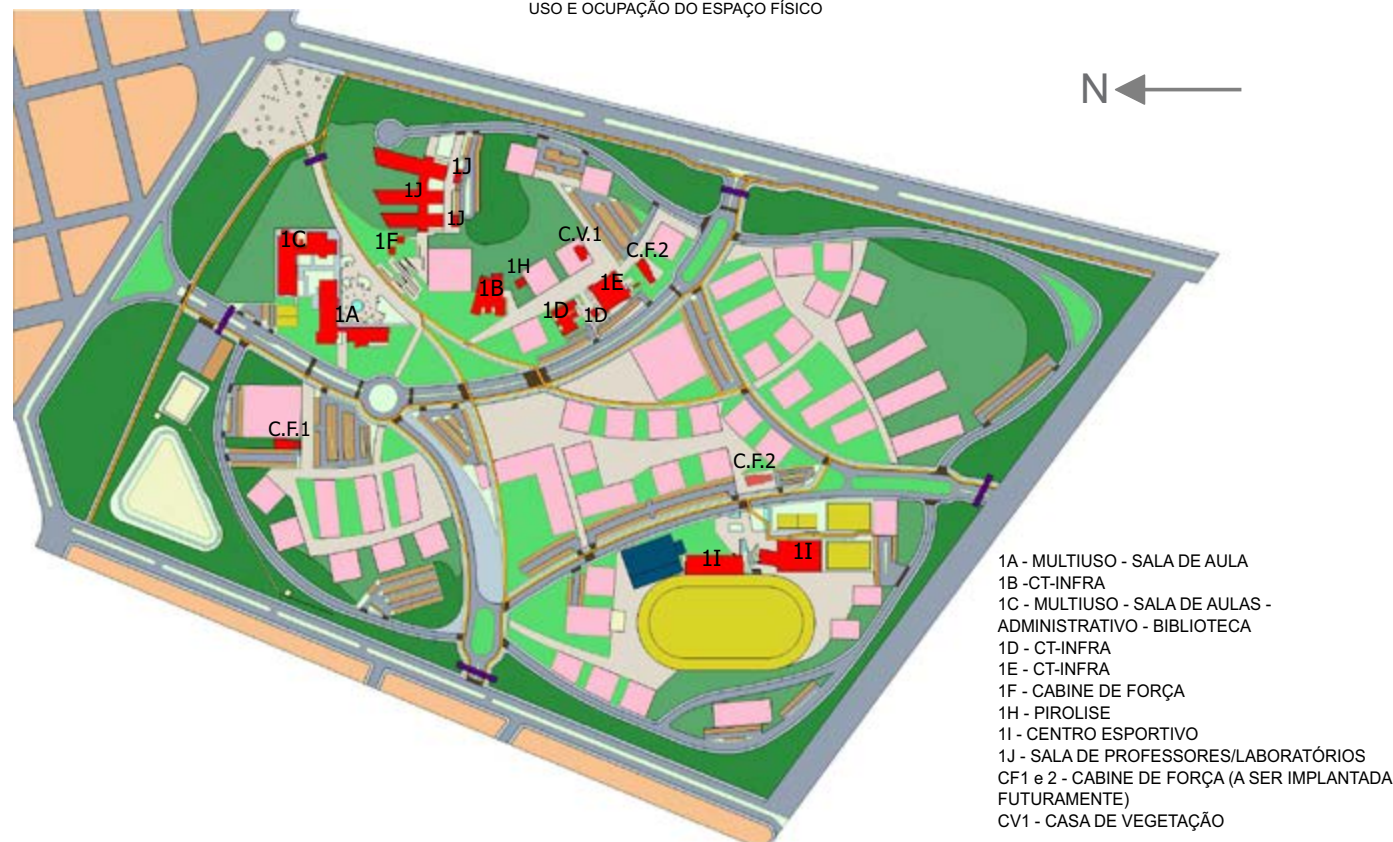 USO E OCUPAÇÃO DO ESPAÇO FÍSICO
N
1J
1J
1J
1C
1F
C.V.1
C.F.2
1H
1B
1E
1A
1D
1D
C.F.1
C.F.2
1I
1I
1A - MULTIUSO - SALA DE AULA
1B -CT-INFRA
1C - MULTIUSO - SALA DE AULAS -
ADMINISTRATIVO - BIBLIOTECA
1D - CT-INFRA
1E - CT-INFRA
1F - CABINE DE FORÇA
1H - PIROLISE
1I - CENTRO ESPORTIVO
1J - SALA DE PROFESSORES/LABORATÓRIOS
CF1 e 2 - CABINE DE FORÇA (A SER IMPLANTADA
FUTURAMENTE)
CV1 - CASA DE VEGETAÇÃO